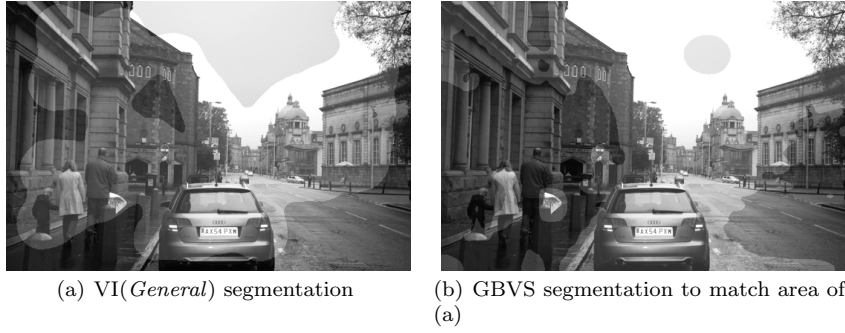 AX54 PXW
AX54 PXW
(a) VI(General) segmentation
(b) GBVS segmentation to match area of
(a)